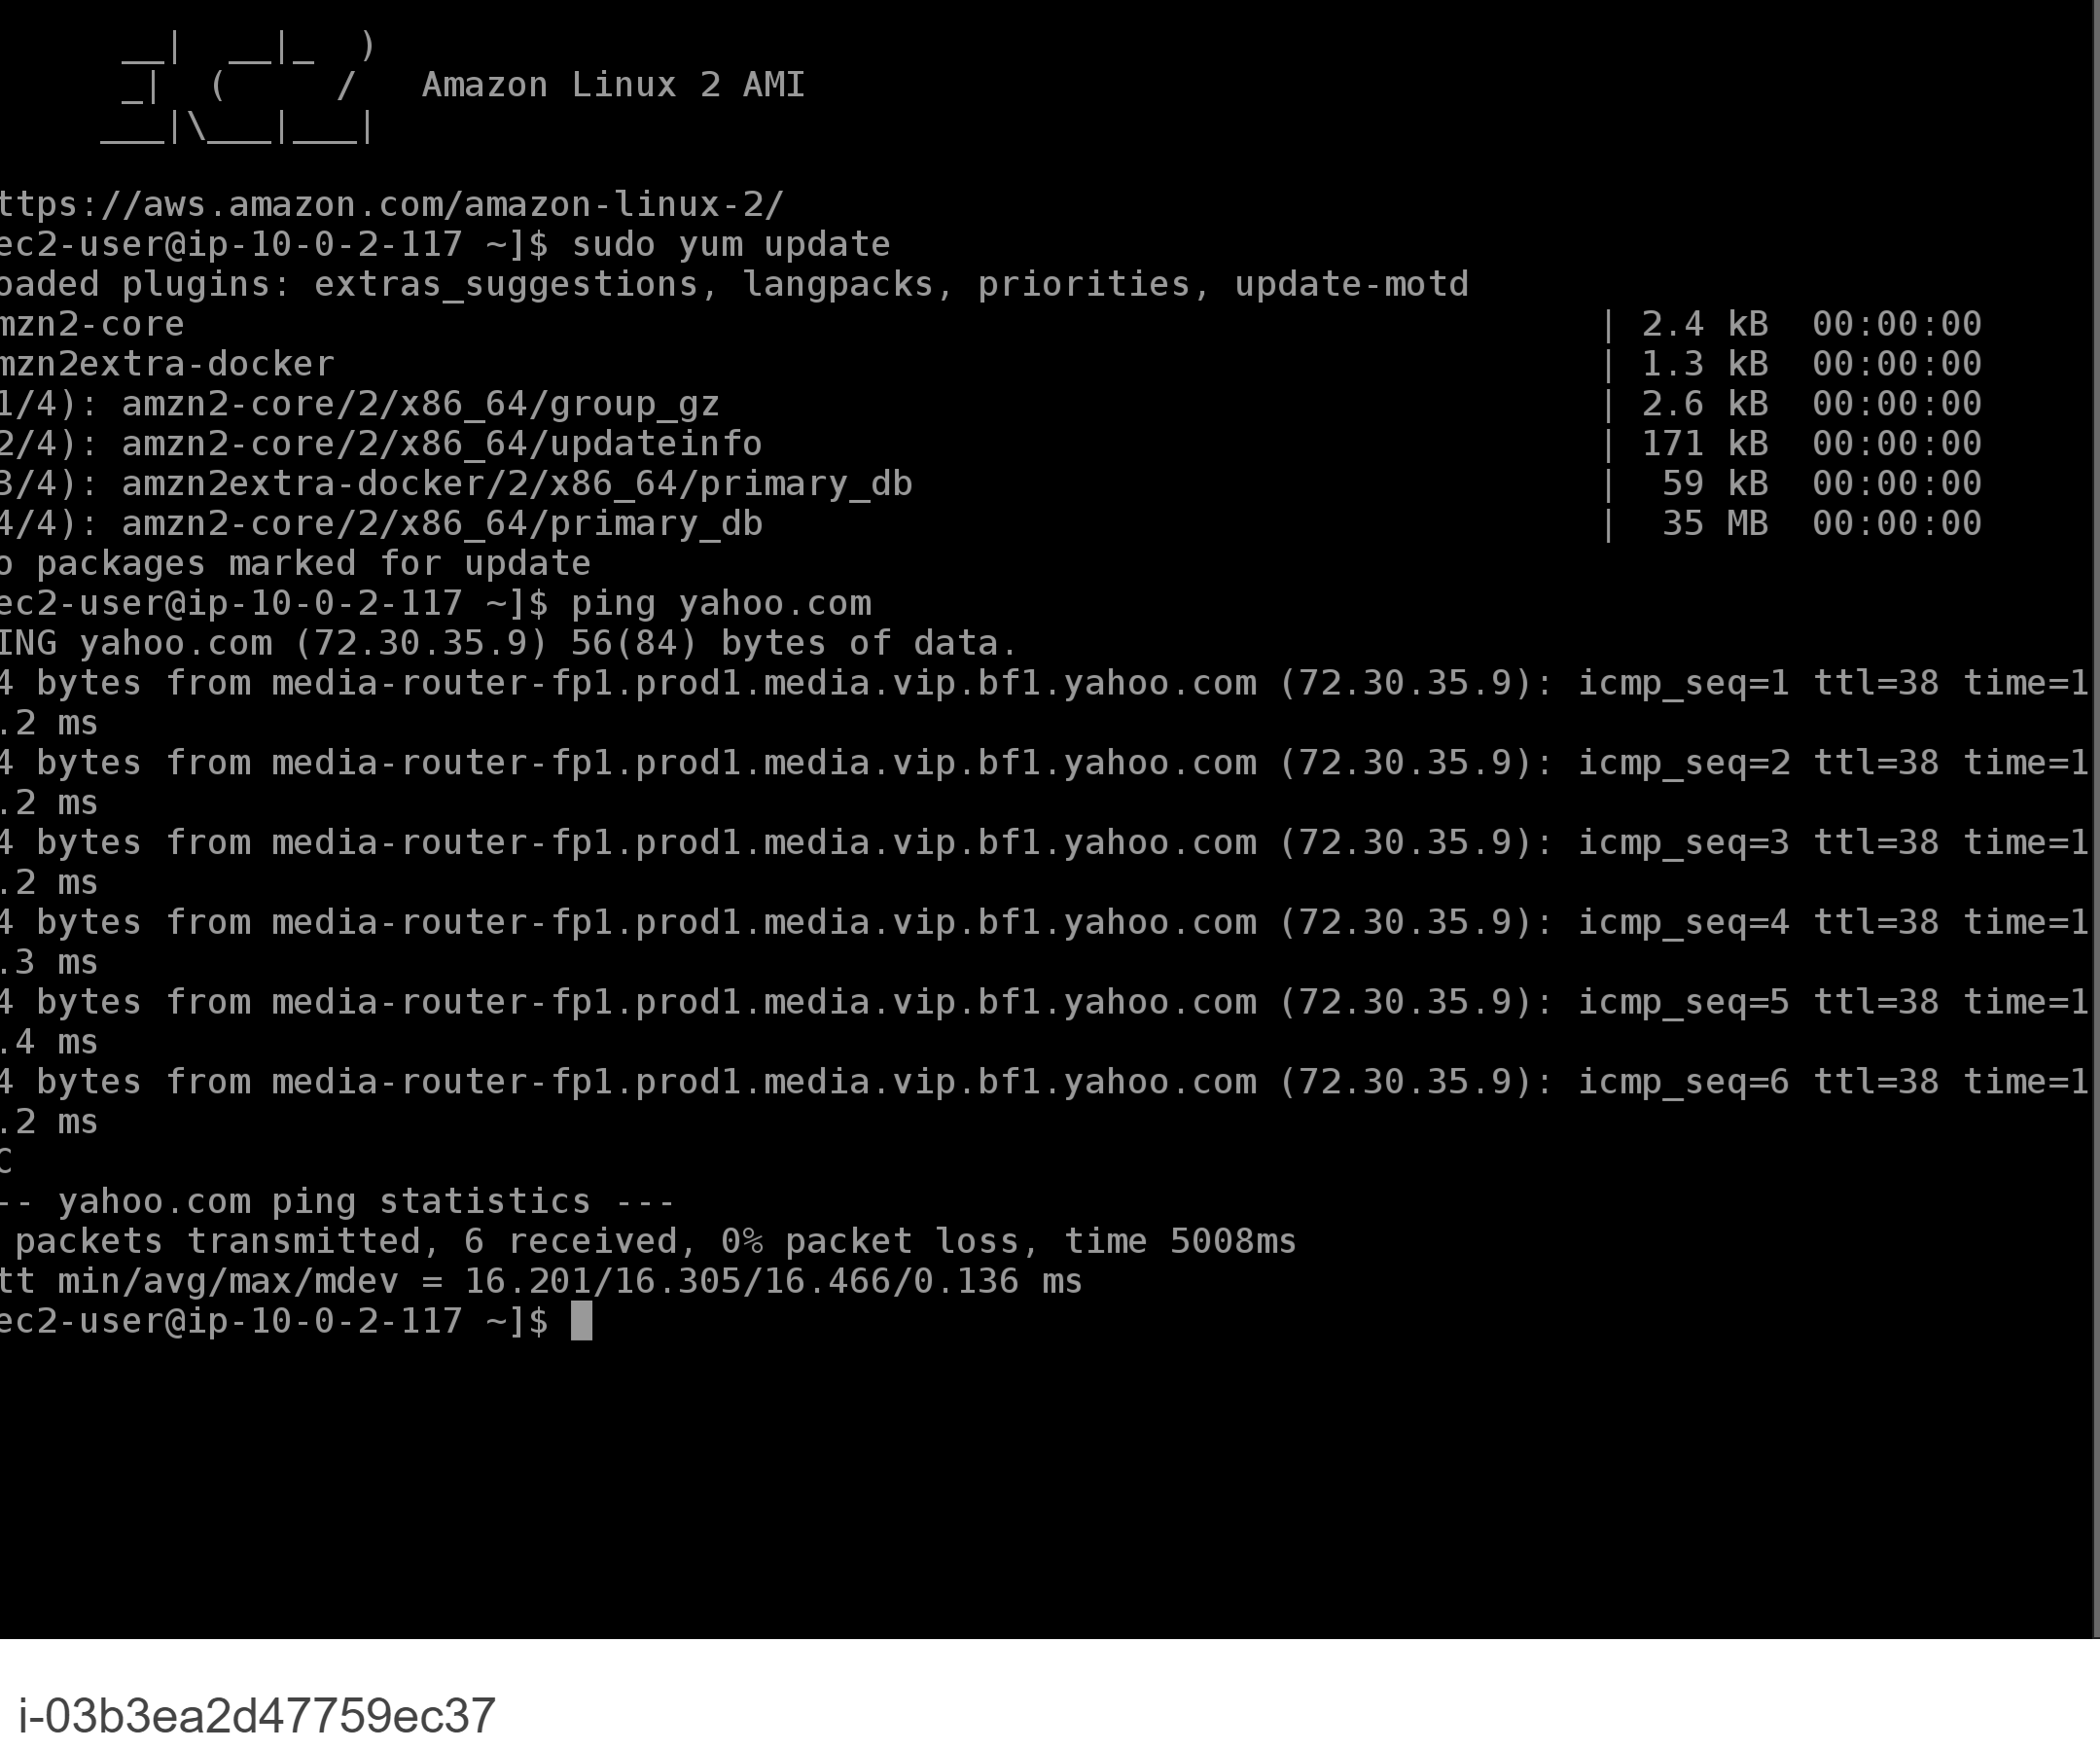 __|  __|_  )
_|  (     /   Amazon Linux 2 AMI
___|\___|___|
ttps://aws.amazon.com/amazon-linux-2/
ec2-user@ip-10-0-2-117 ~]$ sudo yum update
oaded plugins: extras_suggestions, langpacks, priorities, update-motd
mzn2-core | 2.4 kB 00:00:00
mzn2extra-docker | 1.3 kB 00:00:00
1/4): amzn2-core/2/x86_64/group_gz | 2.6 kB 00:00:00
2/4): amzn2-core/2/x86_64/updateinfo | 171 kB 00:00:00
3/4): amzn2extra-docker/2/x86_64/primary_db | 59 kB 00:00:00
4/4): amzn2-core/2/x86_64/primary_db | 35 MB 00:00:00
o packages marked for update
ec2-user@ip-10-0-2-117 ~]$ ping yahoo.com
ING yahoo.com (72.30.35.9) 56(84) bytes of data.
4 bytes from media-router-fp1.prod1.media.vip.bf1.yahoo.com (72.30.35.9): icmp_seq=1 ttl=38 time=1
.2 ms
4 bytes from media-router-fp1.prod1.media.vip.bf1.yahoo.com (72.30.35.9): icmp_seq=2 ttl=38 time=1
.2 ms
4 bytes from media-router-fp1.prod1.media.vip.bf1.yahoo.com (72.30.35.9): icmp_seq=3 ttl=38 time=1
.2 ms
4 bytes from media-router-fp1.prod1.media.vip.bf1.yahoo.com (72.30.35.9): icmp_seq=4 ttl=38 time=1
.3 ms
4 bytes from media-router-fp1.prod1.media.vip.bf1.yahoo.com (72.30.35.9): icmp_seq=5 ttl=38 time=1
.4 ms
4 bytes from media-router-fp1.prod1.media.vip.bf1.yahoo.com (72.30.35.9): icmp_seq=6 ttl=38 time=1
.2 ms
C
-- yahoo.com ping statistics ---
packets transmitted, 6 received, 0% packet loss, time 5008ms
tt min/avg/max/mdev = 16.201/16.305/16.466/0.136 ms
ec2-user@ip-10-0-2-117 ~]$
i-03b3ea2d47759ec37